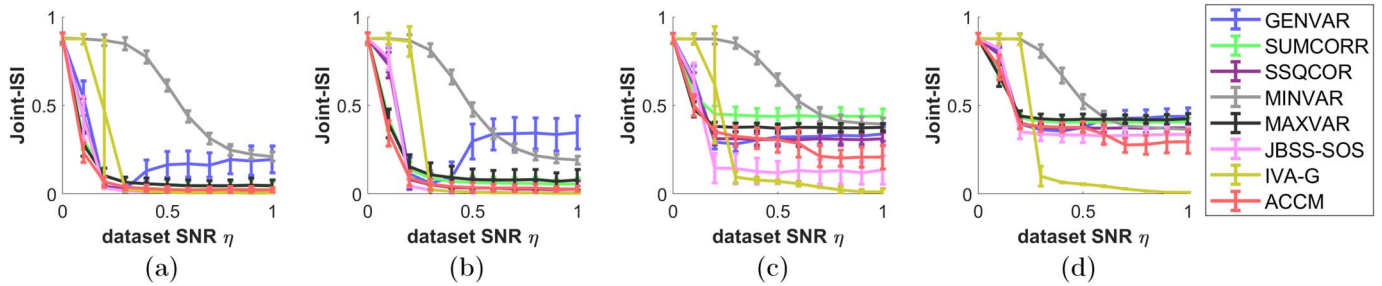 Joint-ISI
1
0.5
0
0
0.5
1
dataset SNR η
(a)
Joint-ISI
1
0.5
0
0
0.5
1
dataset SNR η
(b)
Joint-ISI
1
0.5
0
0
0.5
1
dataset SNR η
(c)
Joint-ISI
1
0.5
0
0
0.5
1
dataset SNR η
(d)
GENVAR
SUMCORR
SSQCOR
MINVAR
MAXVAR
JBSS-SOS
IVA-G
ACCM